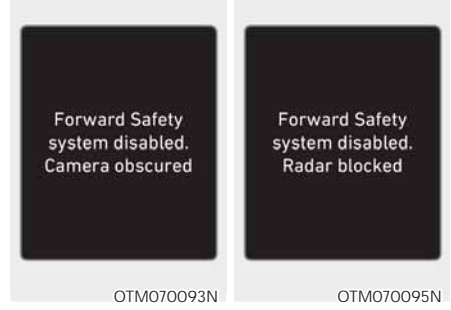 Forward Safety
system disabled.
Camera obscured
OTM070093N
Forward Safety
system disabled.
Radar blocked
OTM070095N